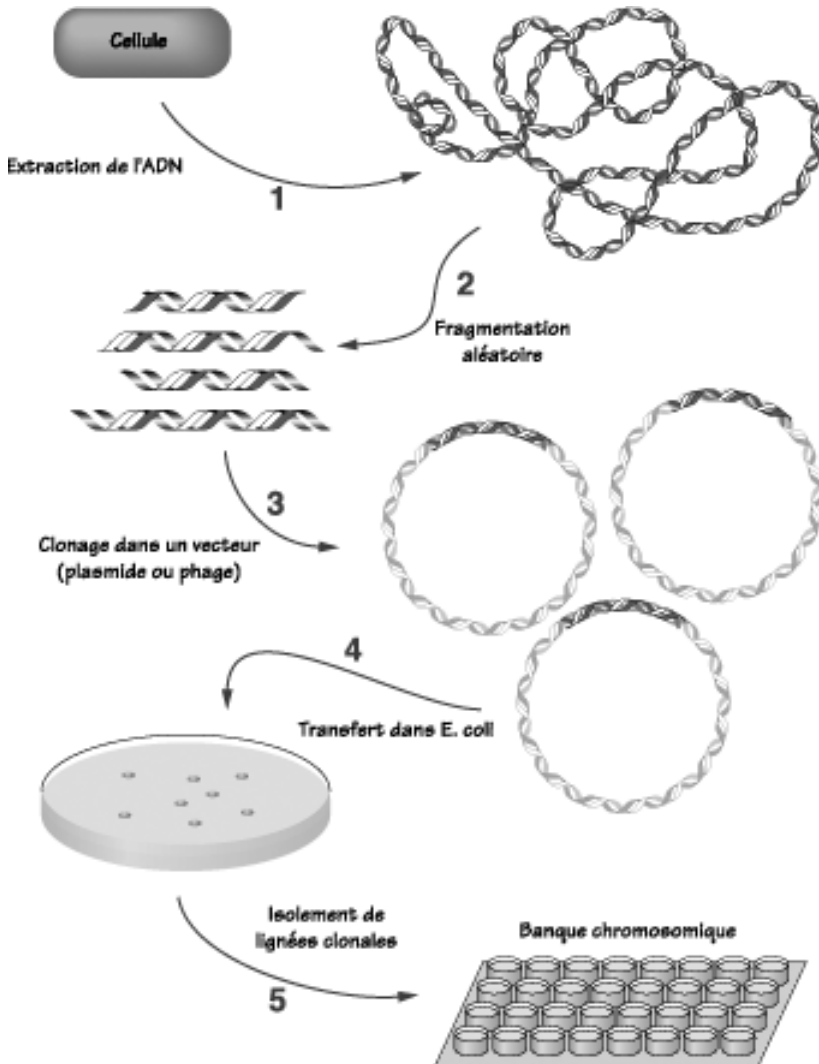 Cellule
Extraction de l'ADN
1
2
Fragmentation
aléatoire
3
Clonage dans un vecteur
(plasmide ou phage)
4
Transfert dans E. coli
Isolement de
lignées clonales
5
Banque chromosomique